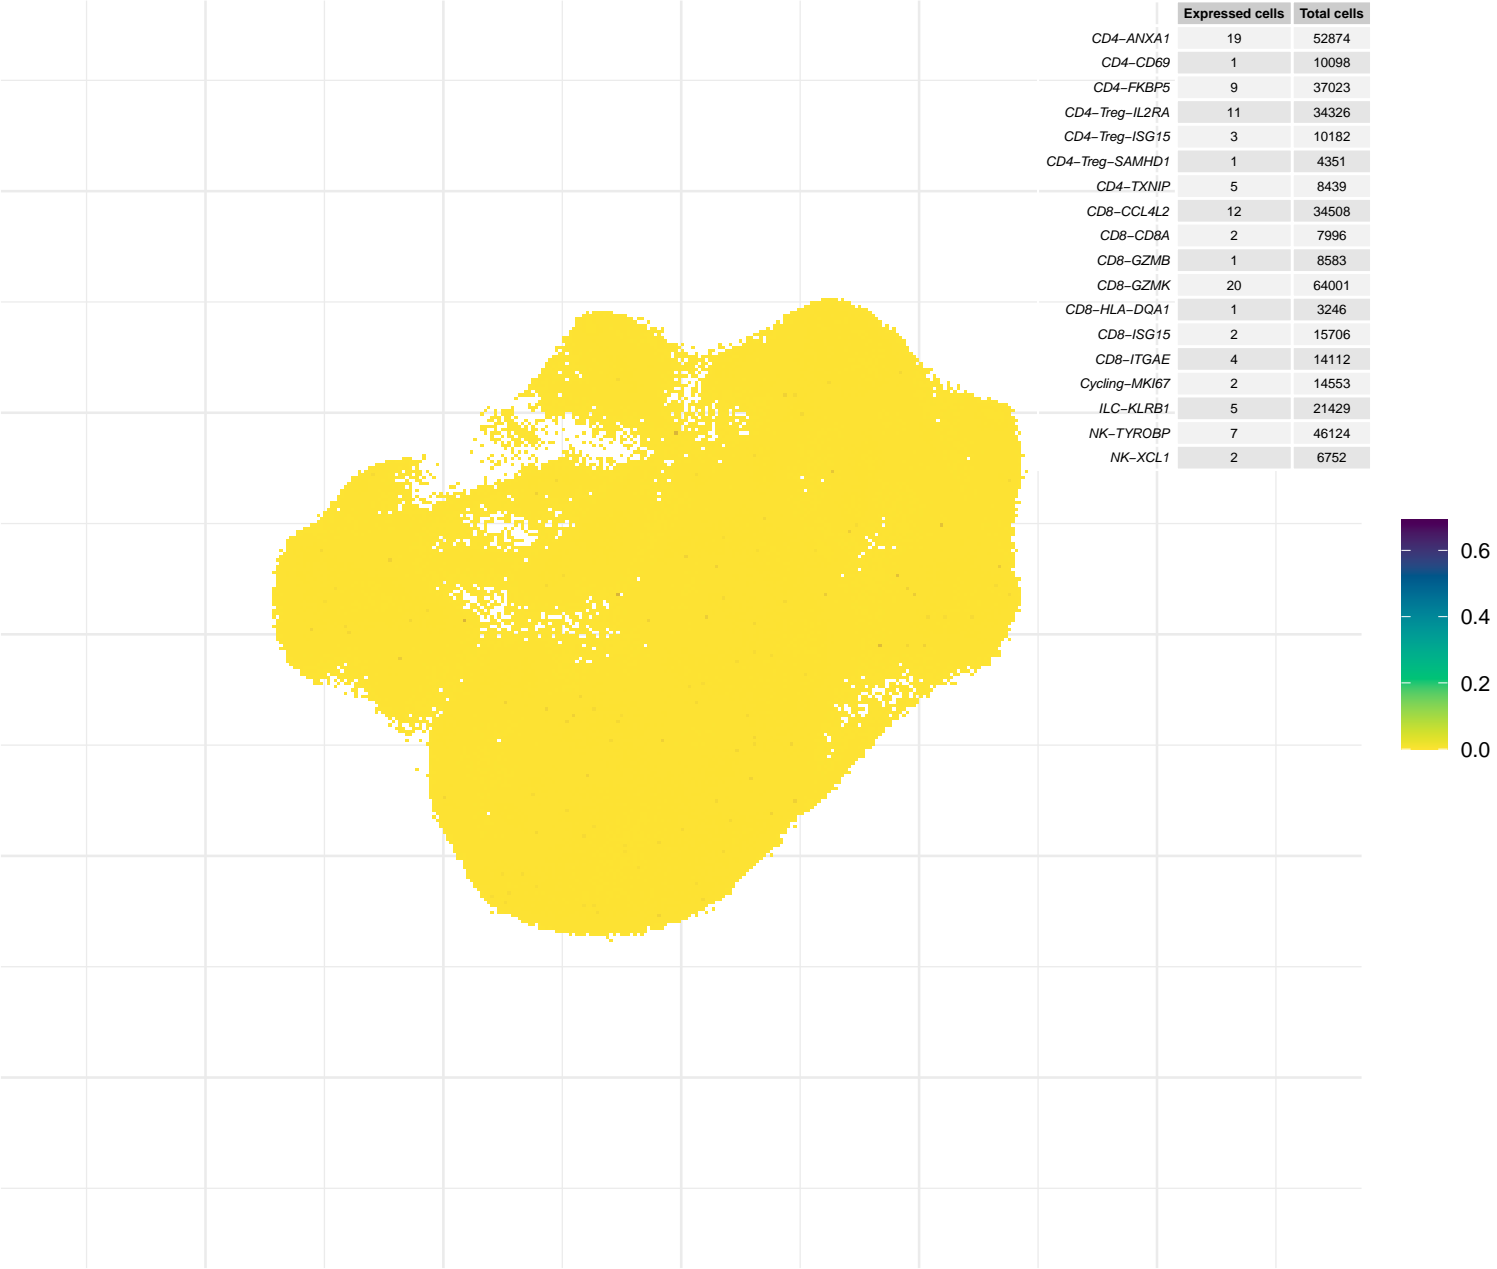 Expressed cells Total cells
CD4−ANXA1 19 52874
CD4−CD69 1 10098
CD4−FKBP5 9 37023
CD4−Treg−IL2RA 11 34326
CD4−Treg−ISG15 3 10182
CD4−Treg−SAMHD1 1 4351
CD4−TXNIP 5 8439
CD8−CCL4L2 12 34508
CD8−CD8A 2 7996
CD8−GZMB 1 8583
CD8−GZMK 20 64001
CD8−HLA−DQA1 1 3246
CD8−ISG15 2 15706
CD8−ITGAE 4 14112
Cycling−MKI67 2 14553
ILC−KLRB1 5 21429
NK−TYROBP 7 46124
NK−XCL1 2 6752
0.6
0.4
0.2
0.0